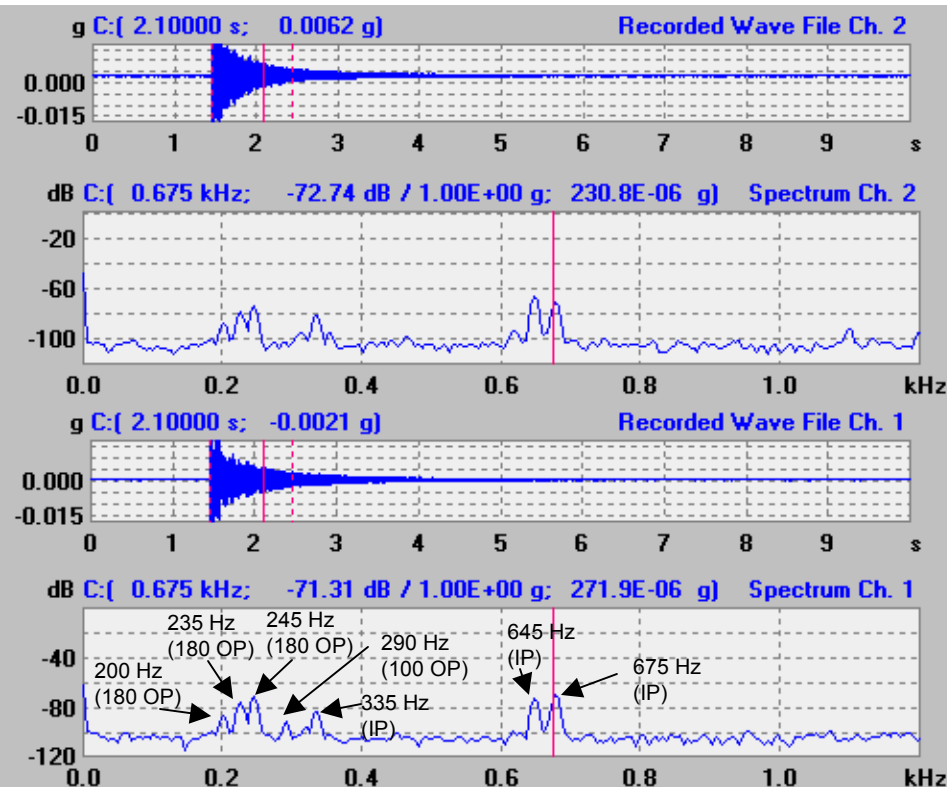 g C:( 2.10000 s; 0.0062 g) Recorded Wave File Ch. 2
0.000
-0.015
0 1 2 3 4 5 6 7 8 9 s
dB C:( 0.675 kHz; -72.74 dB / 1.00E+00 g; 230.8E-06 g) Spectrum Ch. 2
-20
-60
-100
0.0 0.2 0.4 0.6 0.8 1.0 kHz
g C:( 2.10000 s; -0.0021 g) Recorded Wave File Ch. 1
0.000
-0.015
0 1 2 3 4 5 6 7 8 9 s
dB C:( 0.675 kHz; -71.31 dB / 1.00E+00 g; 271.9E-06 g) Spectrum Ch. 1
-40
-80
-120
200 Hz
(180 OP)
235 Hz
(180 OP)
245 Hz
(180 OP)
290 Hz
(100 OP)
335 Hz
(IP)
645 Hz
(IP)
675 Hz
(IP)
0.0 0.2 0.4 0.6 0.8 1.0 kHz